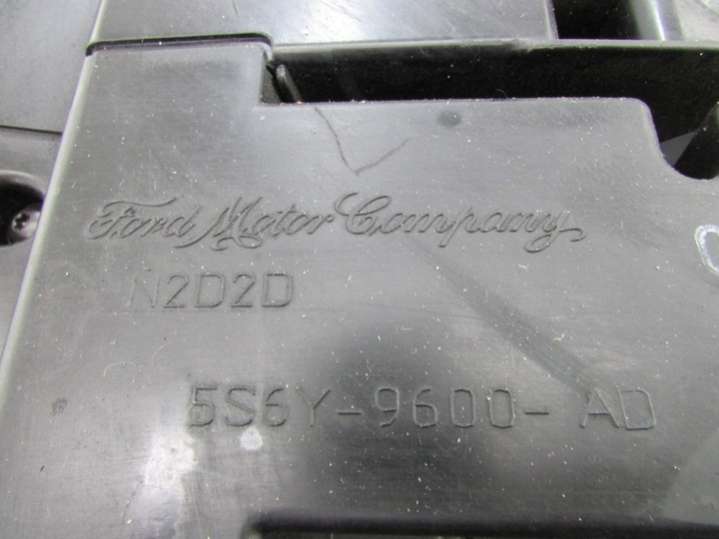 Ford Motor Company
N2D2D
5S6Y-9600-AD